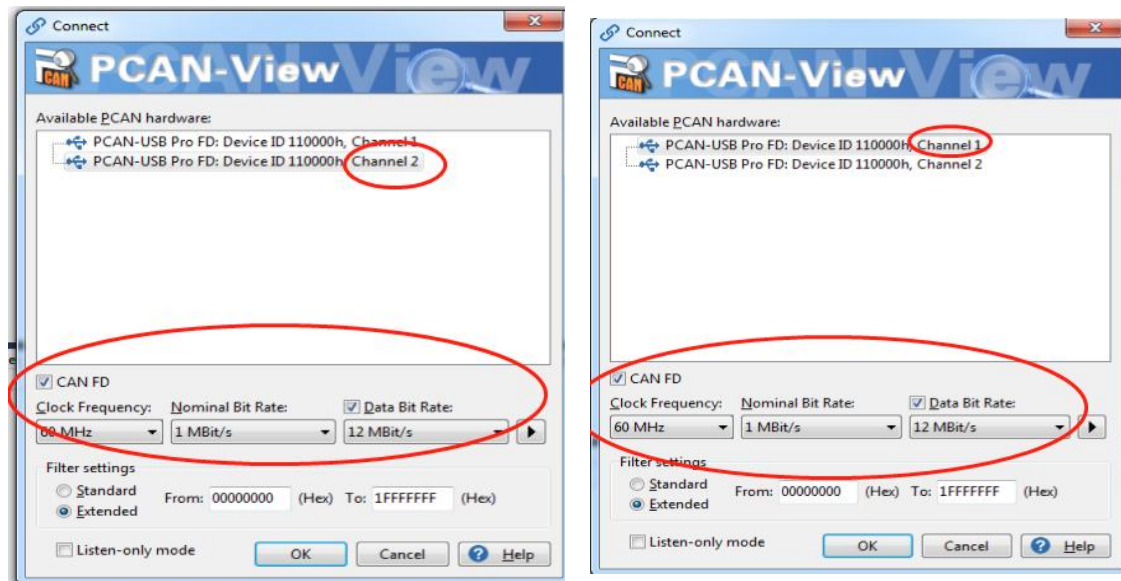 Connect
PCAN-View
CAN
Available PCAN hardware:
PCAN-USB Pro FD: Device ID 110000h, Channel 1
PCAN-USB Pro FD: Device ID 110000h, Channel 2
CAN FD
Clock Frequency: Nominal Bit Rate: Data Bit Rate:
60 MHz 1 MBit/s 12 MBit/s
Filter settings
Standard
From: 00000000 (Hex) To: 1FFFFFFF (Hex)
Extended
Listen-only mode OK Cancel Help
Connect
PCAN-View
CAN
Available PCAN hardware:
PCAN-USB Pro FD: Device ID 110000h, Channel 1
PCAN-USB Pro FD: Device ID 110000h, Channel 2
CAN FD
Clock Frequency: Nominal Bit Rate: Data Bit Rate:
60 MHz 1 MBit/s 12 MBit/s
Filter settings
Standard
From: 00000000 (Hex) To: 1FFFFFFF (Hex)
Extended
Listen-only mode OK Cancel Help